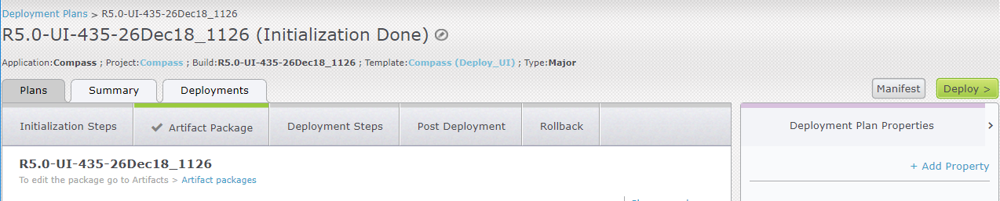 Deployment Plans > R5.0-UI-435-26Dec18_1126
R5.0-UI-435-26Dec18_1126 (Initialization Done)
Application:Compass ; Project:Compass ; Build:R5.0-UI-435-26Dec18_1126 ; Template:Compass (Deploy_UI) ; Type:Major
Plans Summary Deployments Manifest Deploy >
Initialization Steps Artifact Package Deployment Steps Post Deployment Rollback Deployment Plan Properties >
R5.0-UI-435-26Dec18_1126
+ Add Property
To edit the package go to Artifacts > Artifact packages